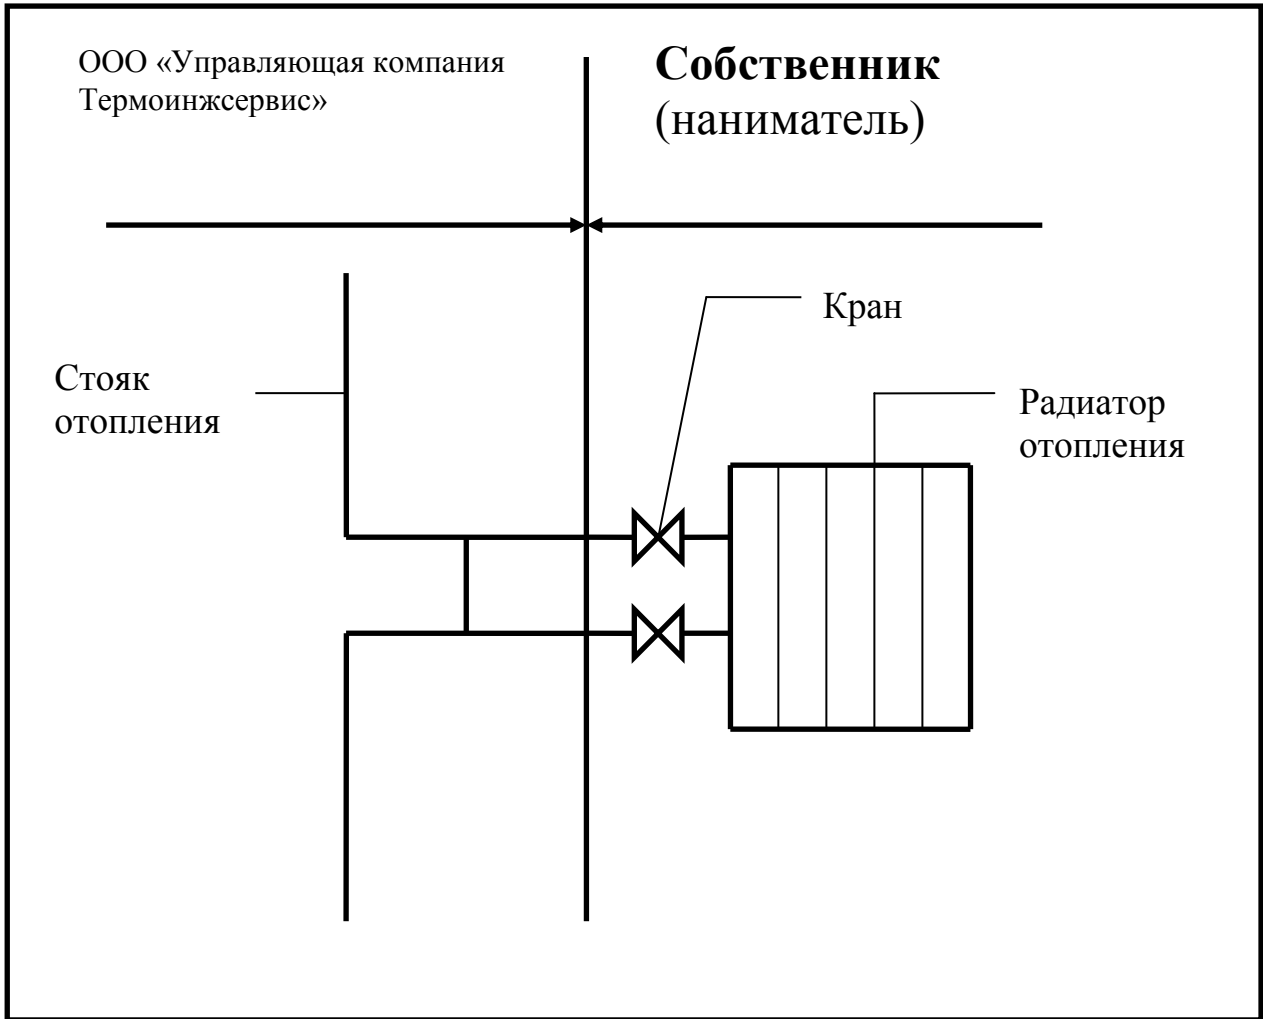 ООО «Управляющая компания
Термоинжсервис»
Собственник
(наниматель)
Кран
Стояк
отопления
Радиатор
отопления